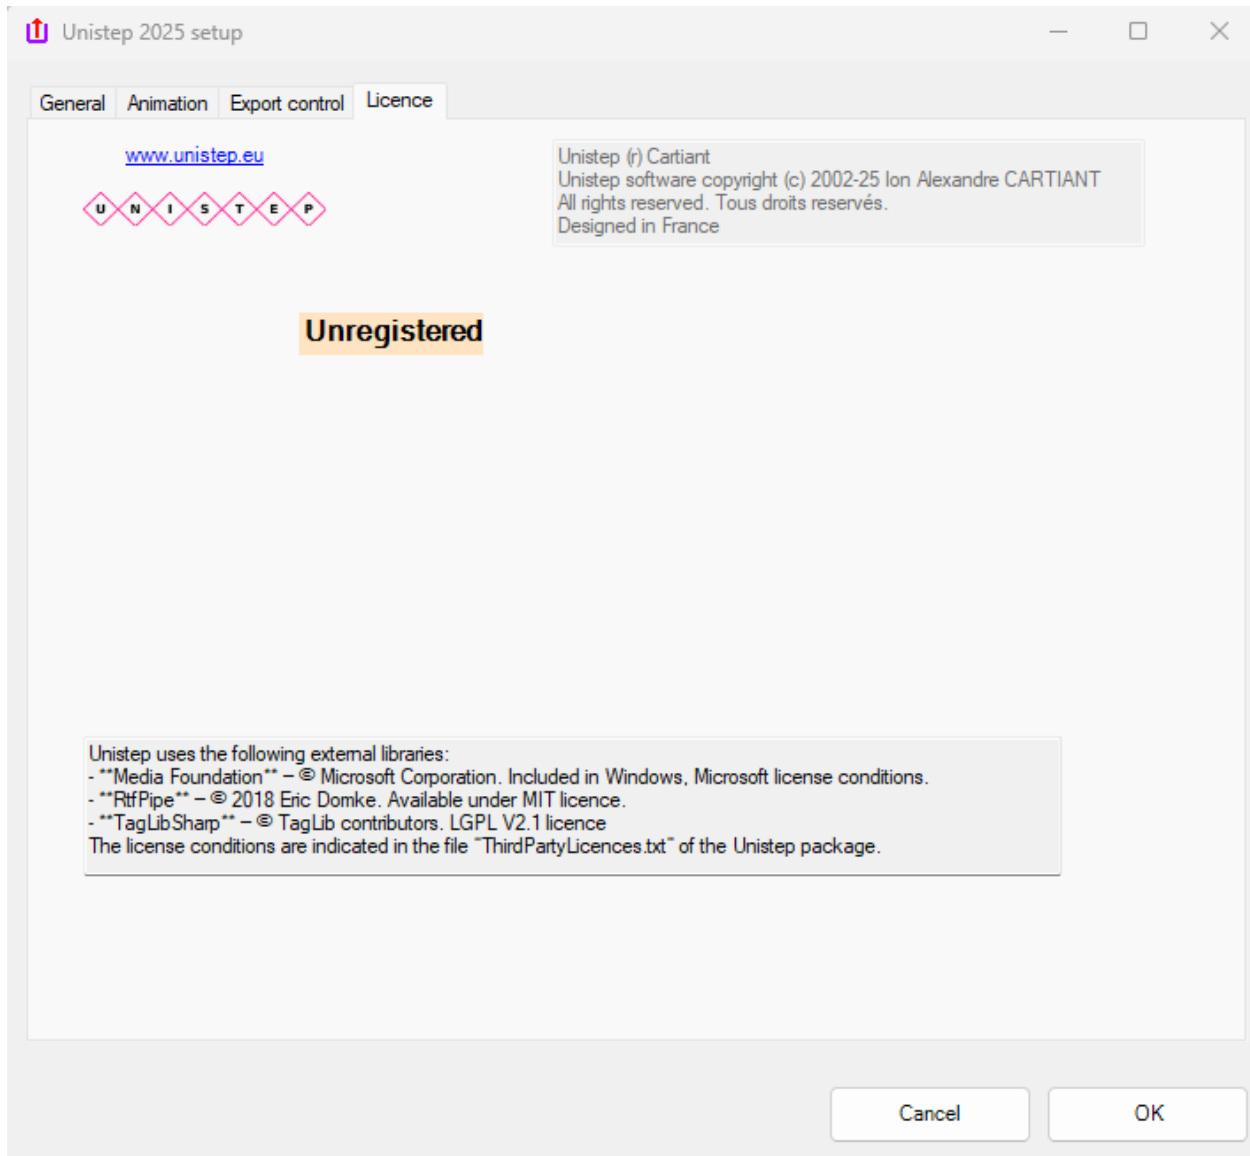 Unistep 2025 setup
General Animation Export control Licence
www.unistep.eu
UNISTEP
Unistep (r) Cartiant
Unistep software copyright (c) 2002-25 Ion Alexandre CARTIANT
All rights reserved. Tous droits reservés.
Designed in France
Unregistered
Unistep uses the following external libraries:
- **Media Foundation** – © Microsoft Corporation. Included in Windows, Microsoft license conditions.
- **RtfPipe** – © 2018 Eric Domke. Available under MIT licence.
- **TagLibSharp** – © TagLib contributors. LGPL V2.1 licence
The license conditions are indicated in the file "ThirdPartyLicences.txt" of the Unistep package.
Cancel OK